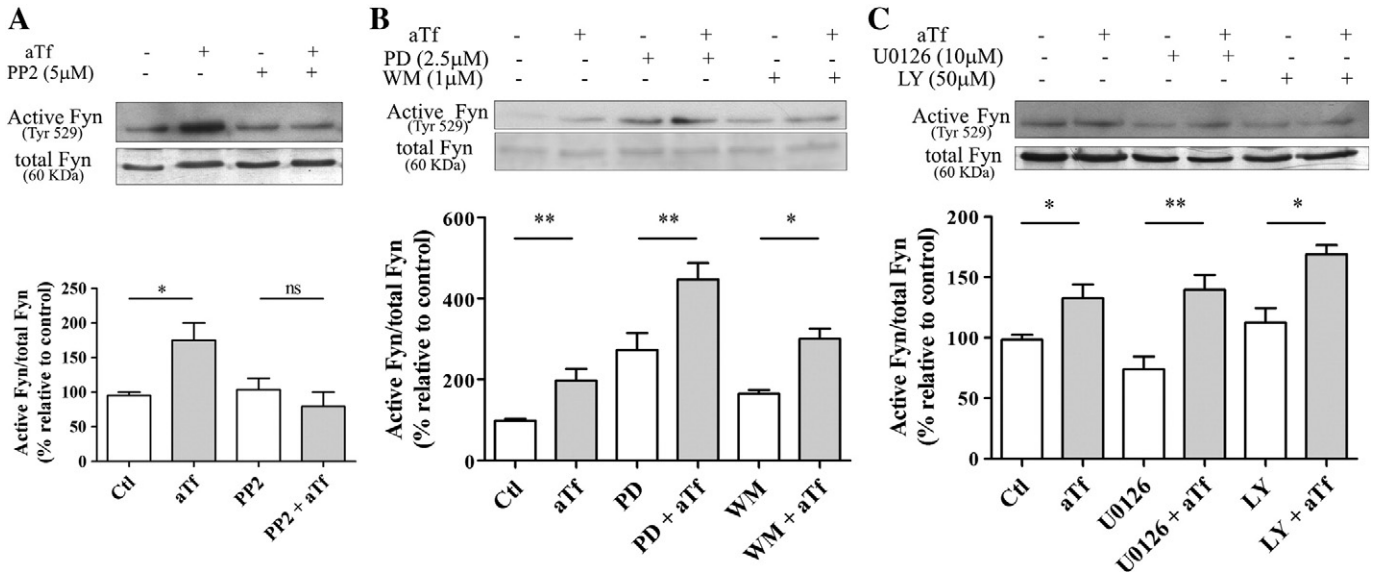 A
aTf - + - +
PP2 (5μM) - - + +
Active Fyn
(Tyr 529)
total Fyn
(60 KDa)
Active Fyn/total Fyn
(% relative to control)
250
200
150
100
50
0
*
ns
Ctl
aTf
PP2
PP2 + aTf
B
aTf - + - + - +
PD (2.5μM) - - + + - -
WM (1μM) - - - - + +
Active Fyn
(Tyr 529)
total Fyn
(60 KDa)
Active Fyn/total Fyn
(% relative to control)
600
400
200
0
**
**
*
Ctl
aTf
PD
PD + aTf
WM
WM + aTf
C
aTf - + - + - +
U0126 (10μM) - - + + - -
LY (50μM) - - - - + +
Active Fyn
(Tyr 529)
total Fyn
(60 KDa)
Active Fyn/total Fyn
(% relative to control)
200
150
100
50
0
*
**
*
Ctl
aTf
U0126
U0126 + aTf
LY
LY + aTf